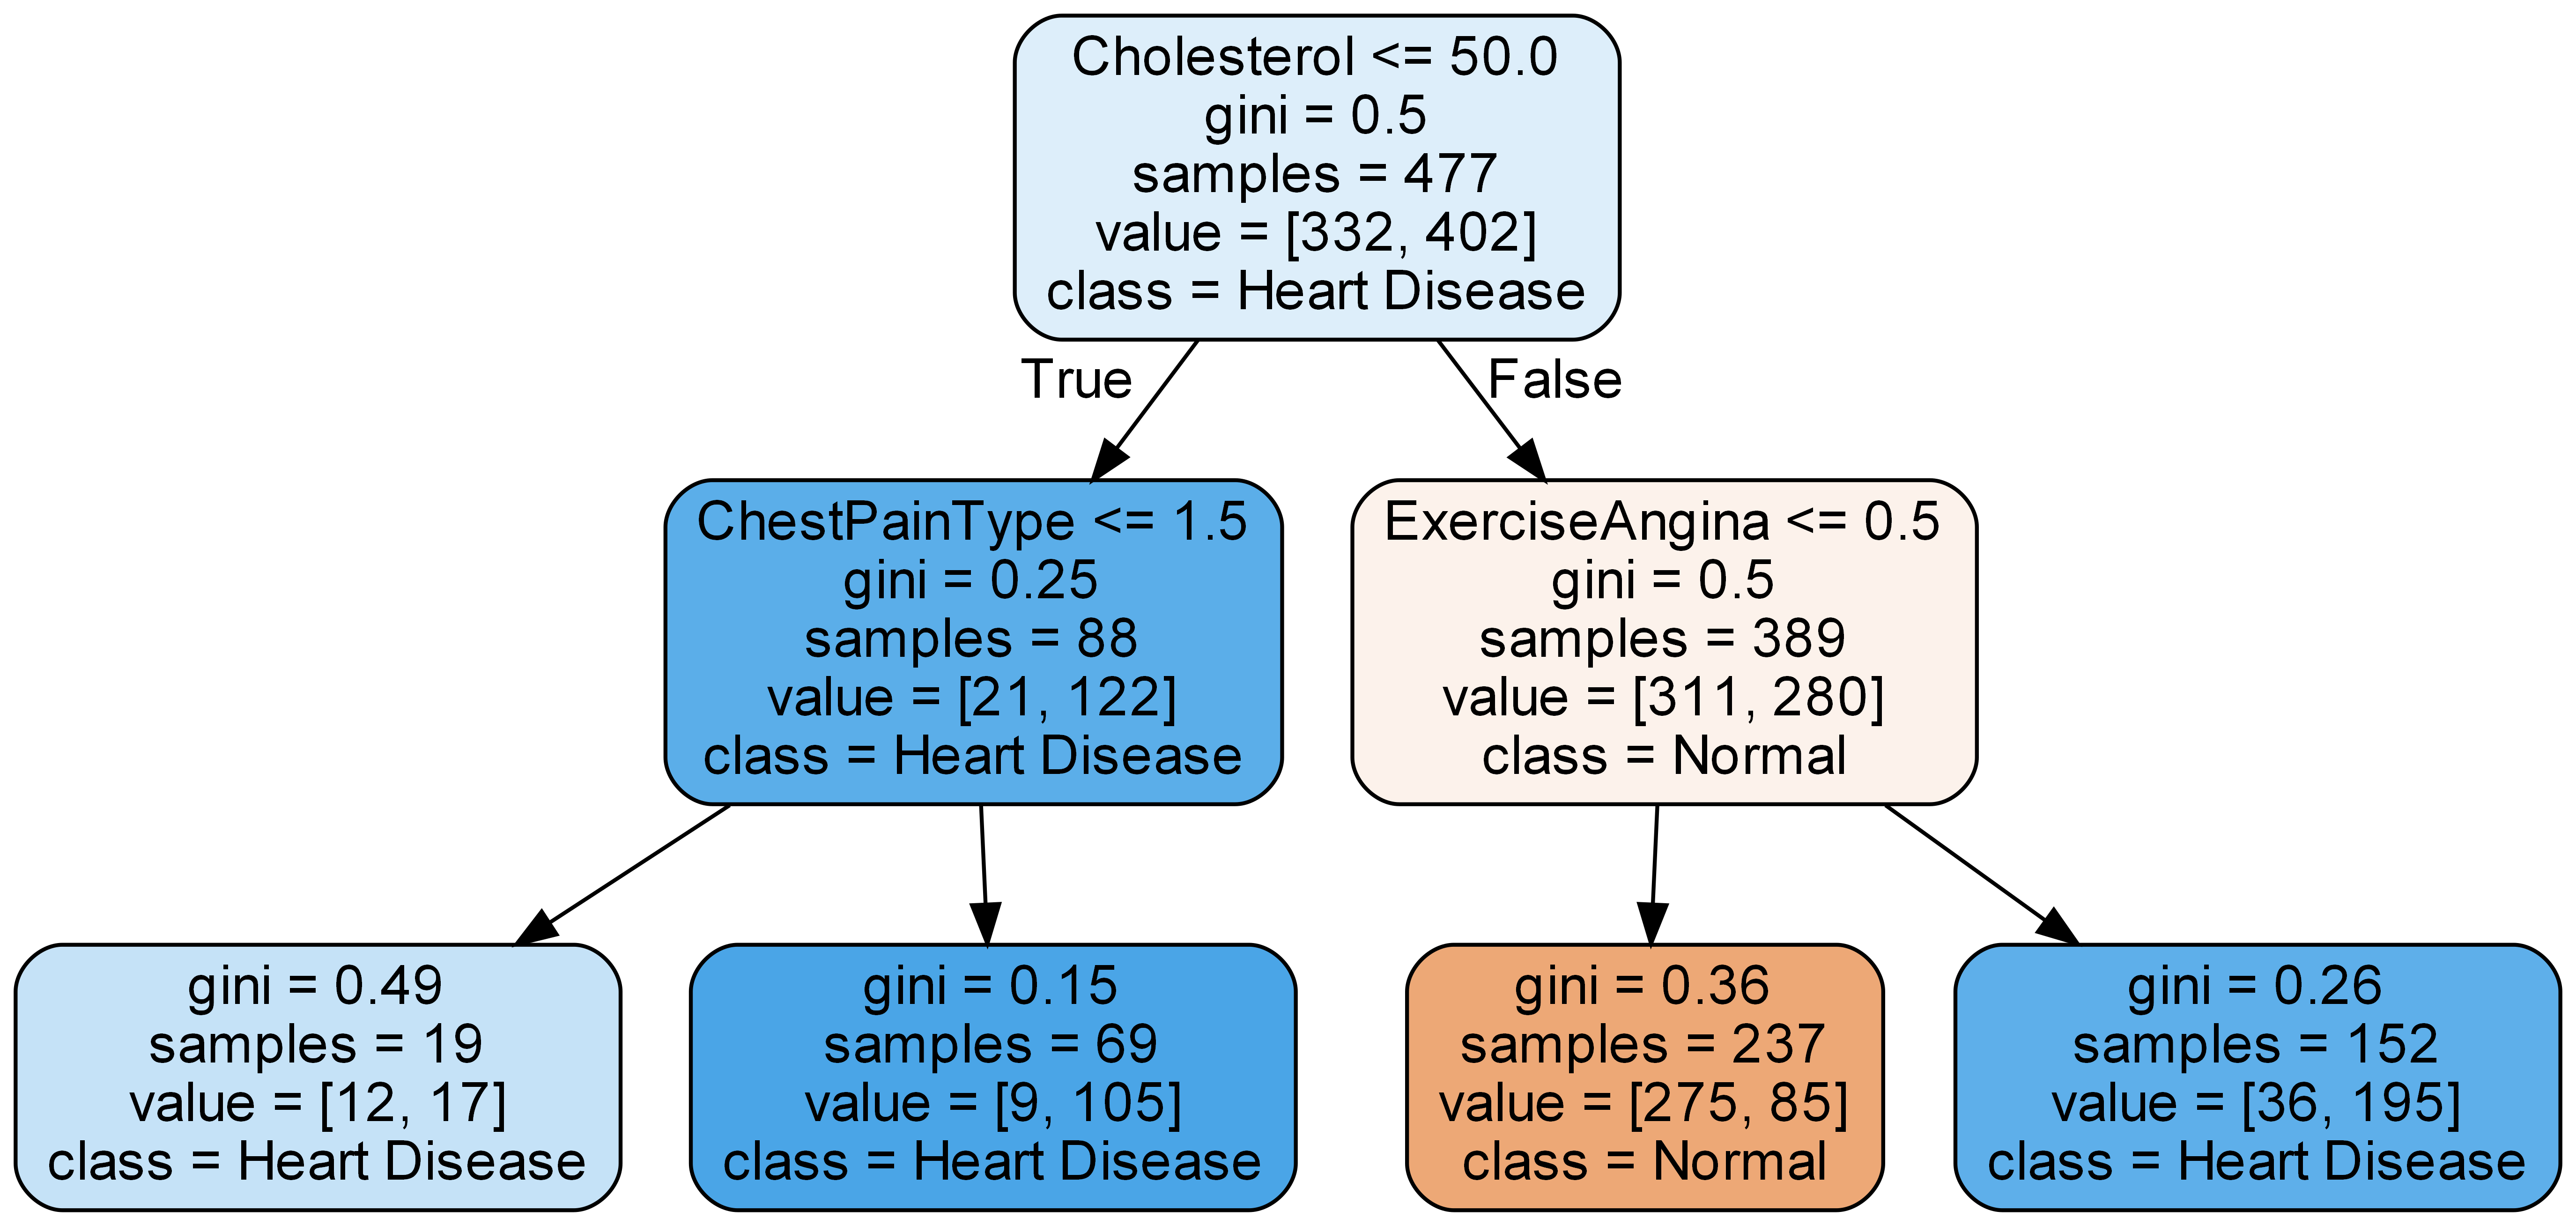 Cholesterol <= 50.0
gini = 0.5
samples = 477
value = [332, 402]
class = Heart Disease
True
False
ChestPainType <= 1.5
gini = 0.25
samples = 88
value = [21, 122]
class = Heart Disease
ExerciseAngina <= 0.5
gini = 0.5
samples = 389
value = [311, 280]
class = Normal
gini = 0.49
samples = 19
value = [12, 17]
class = Heart Disease
gini = 0.15
samples = 69
value = [9, 105]
class = Heart Disease
gini = 0.36
samples = 237
value = [275, 85]
class = Normal
gini = 0.26
samples = 152
value = [36, 195]
class = Heart Disease